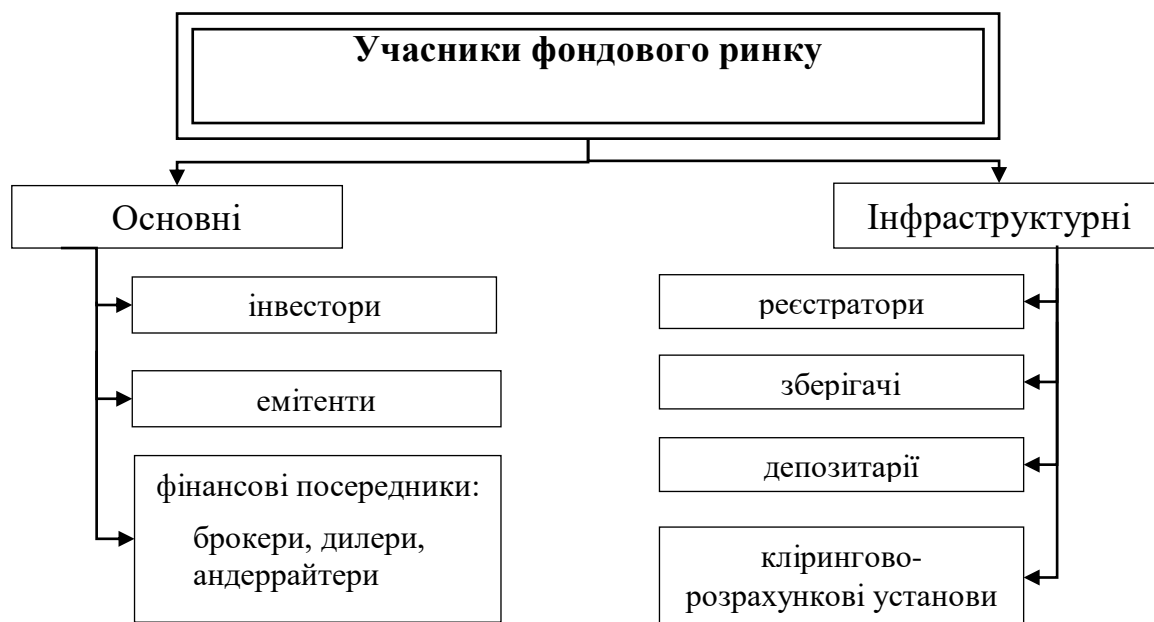 Учасники фондового ринку
Основні
Інфраструктурні
інвестори
емітенти
фінансові посередники:
брокери, дилери,
андеррайтери
реєстратори
зберігачі
депозитарії
клірингово-
розрахункові установи